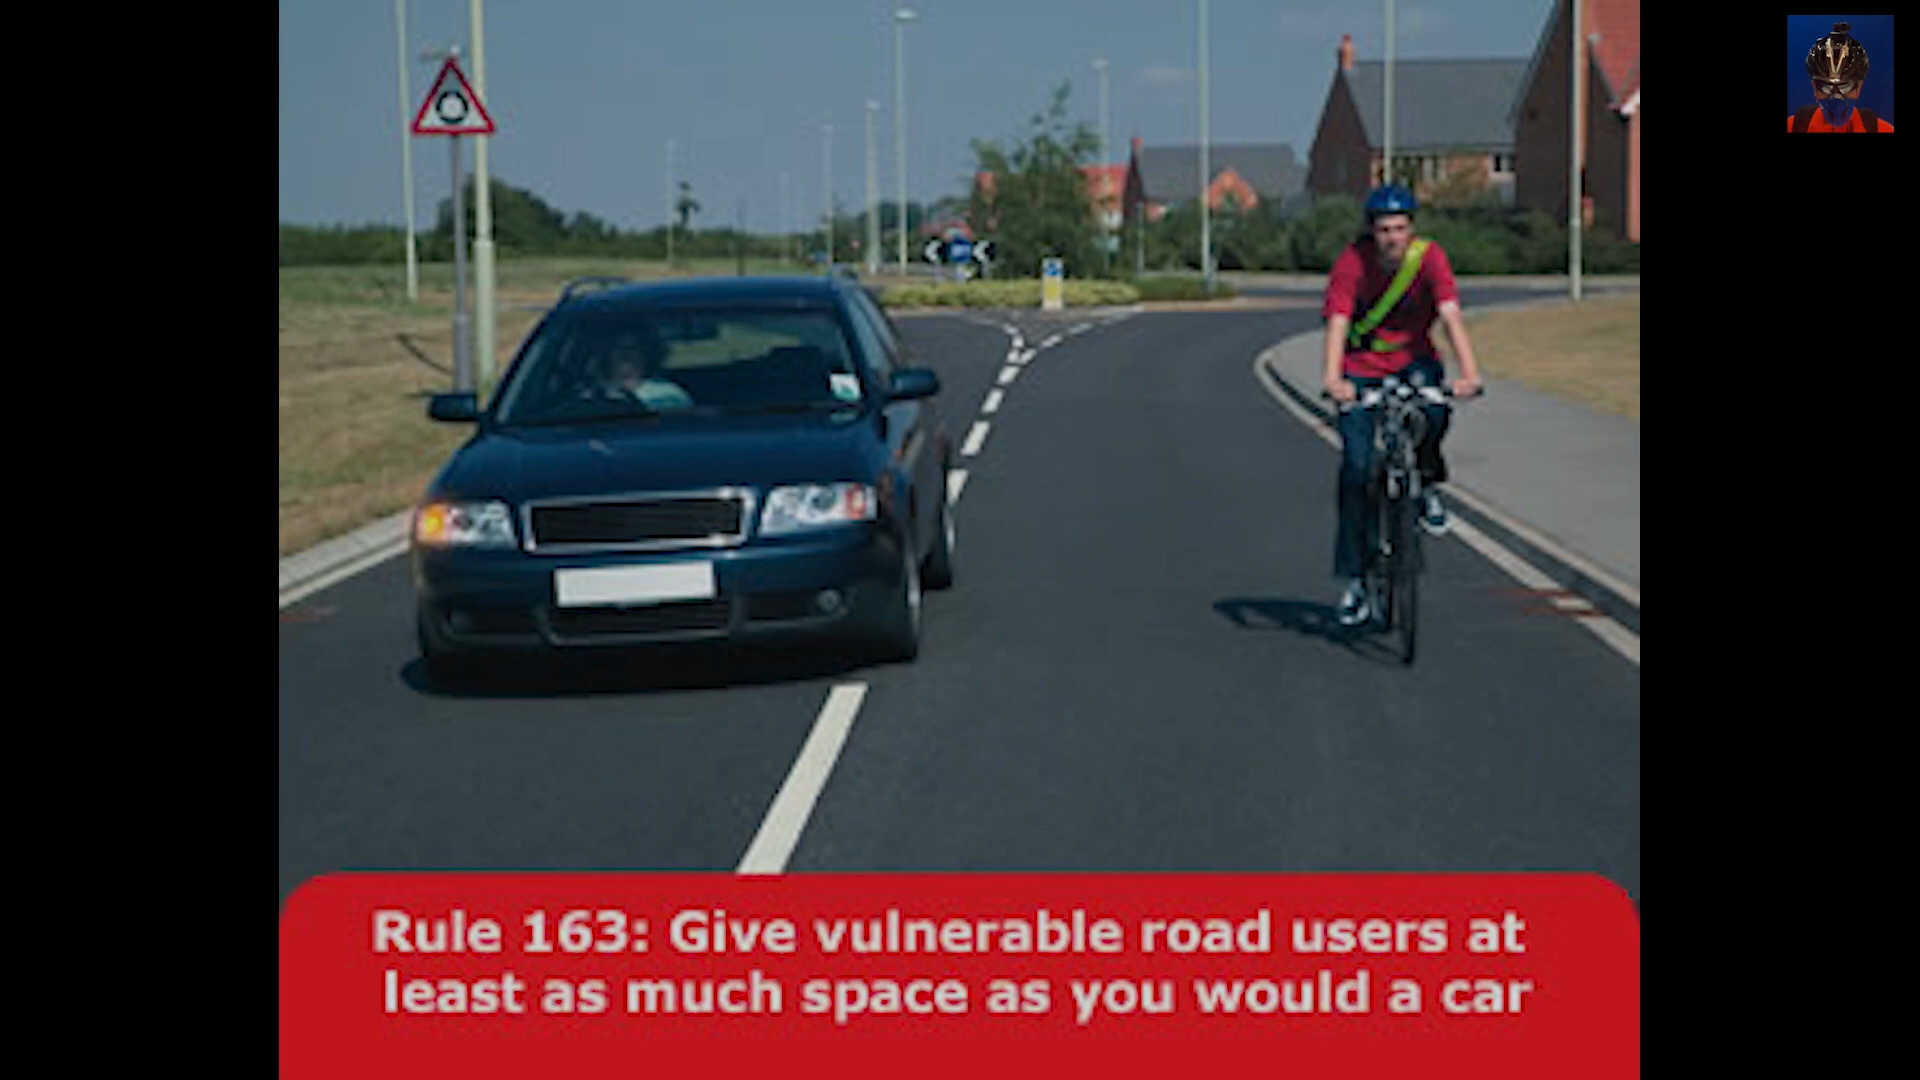 Rule 163: Give vulnerable road users at
least as much space as you would a car